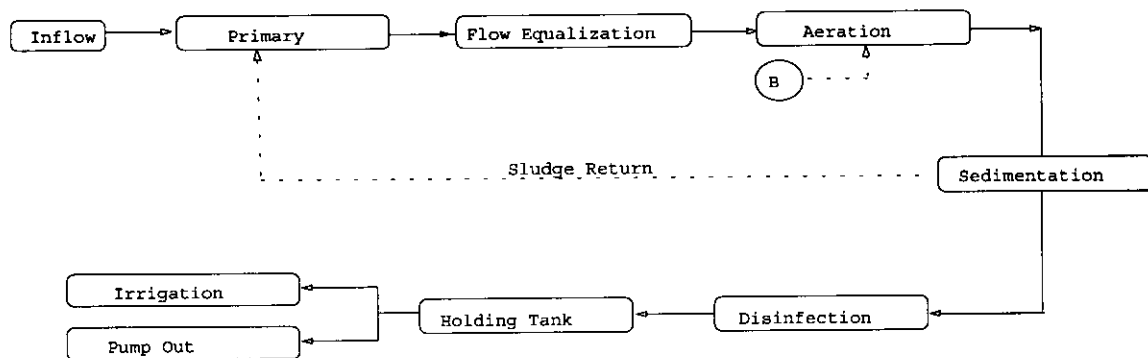 Inflow
Primary
Flow Equalization
Aeration
B
Sludge Return
Sedimentation
Irrigation
Holding Tank
Disinfection
Pump Out